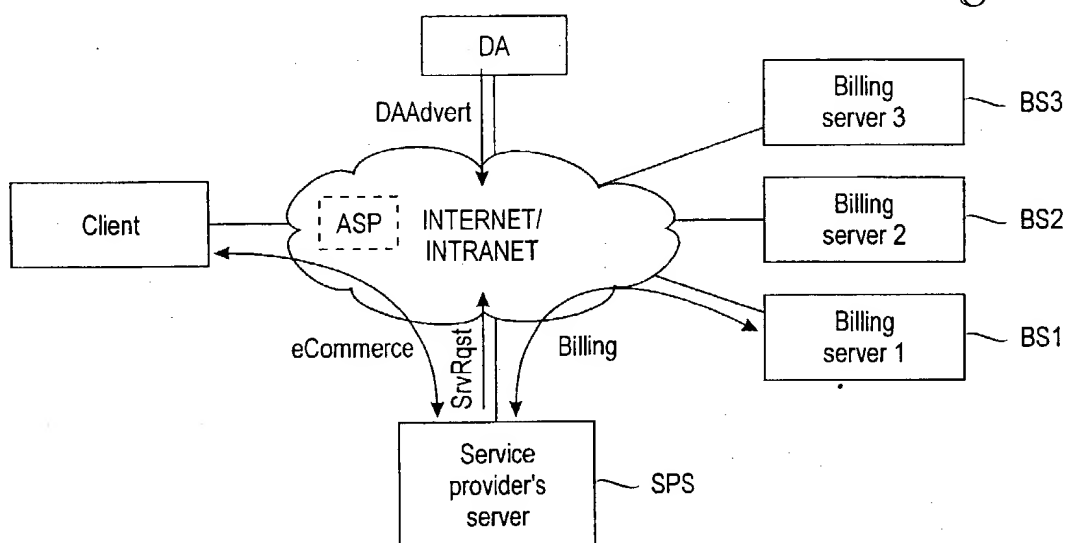 DA
DAAdvert
Billing
server 3
BS3
Client
ASP
INTERNET/
INTRANET
Billing
server 2
BS2
eCommerce
SrvRqst
Billing
Billing
server 1
BS1
Service
provider's
server
SPS